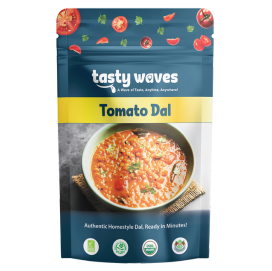 tasty waves
A Wave of Taste, Anytime, Anywhere!
Tomato Dal
Authentic Homestyle Dal, Ready in Minutes!